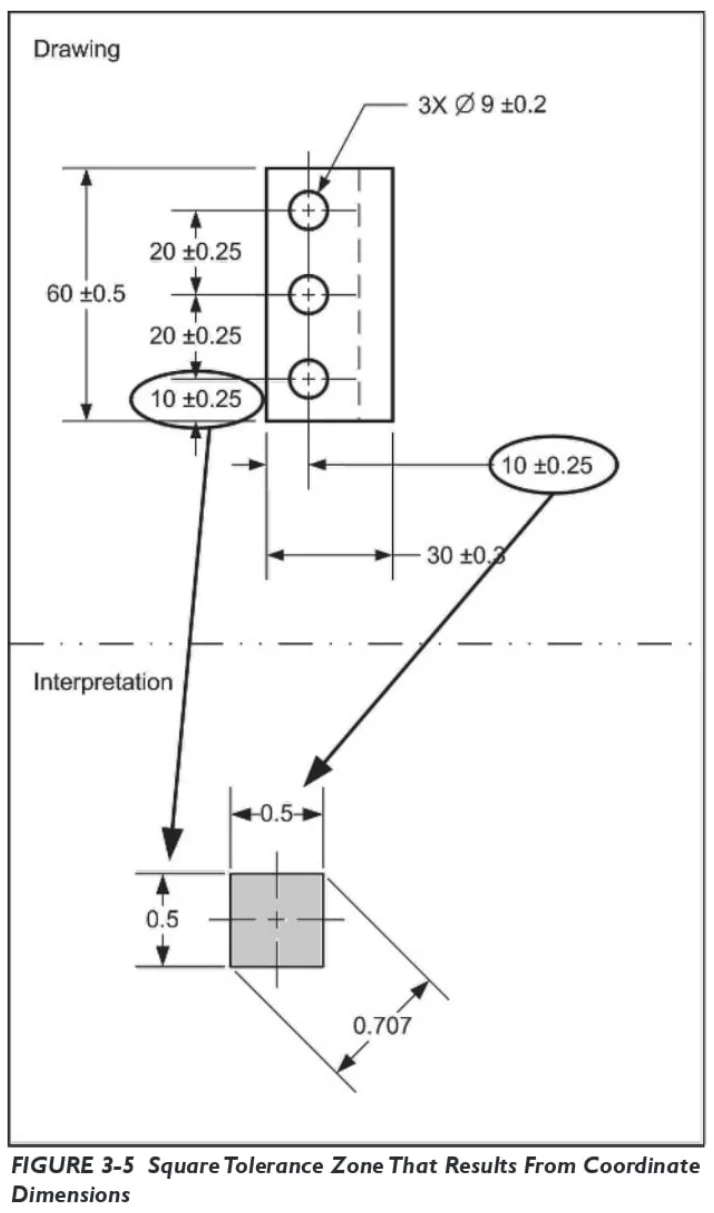 Drawing
3X Ø 9 ±0.2
20 ±0.25
60 ±0.5
20 ±0.25
10 ±0.25
10 ±0.25
30 ±0.3
Interpretation
0.5
0.5
0.707
FIGURE 3-5 Square Tolerance Zone That Results From Coordinate
Dimensions